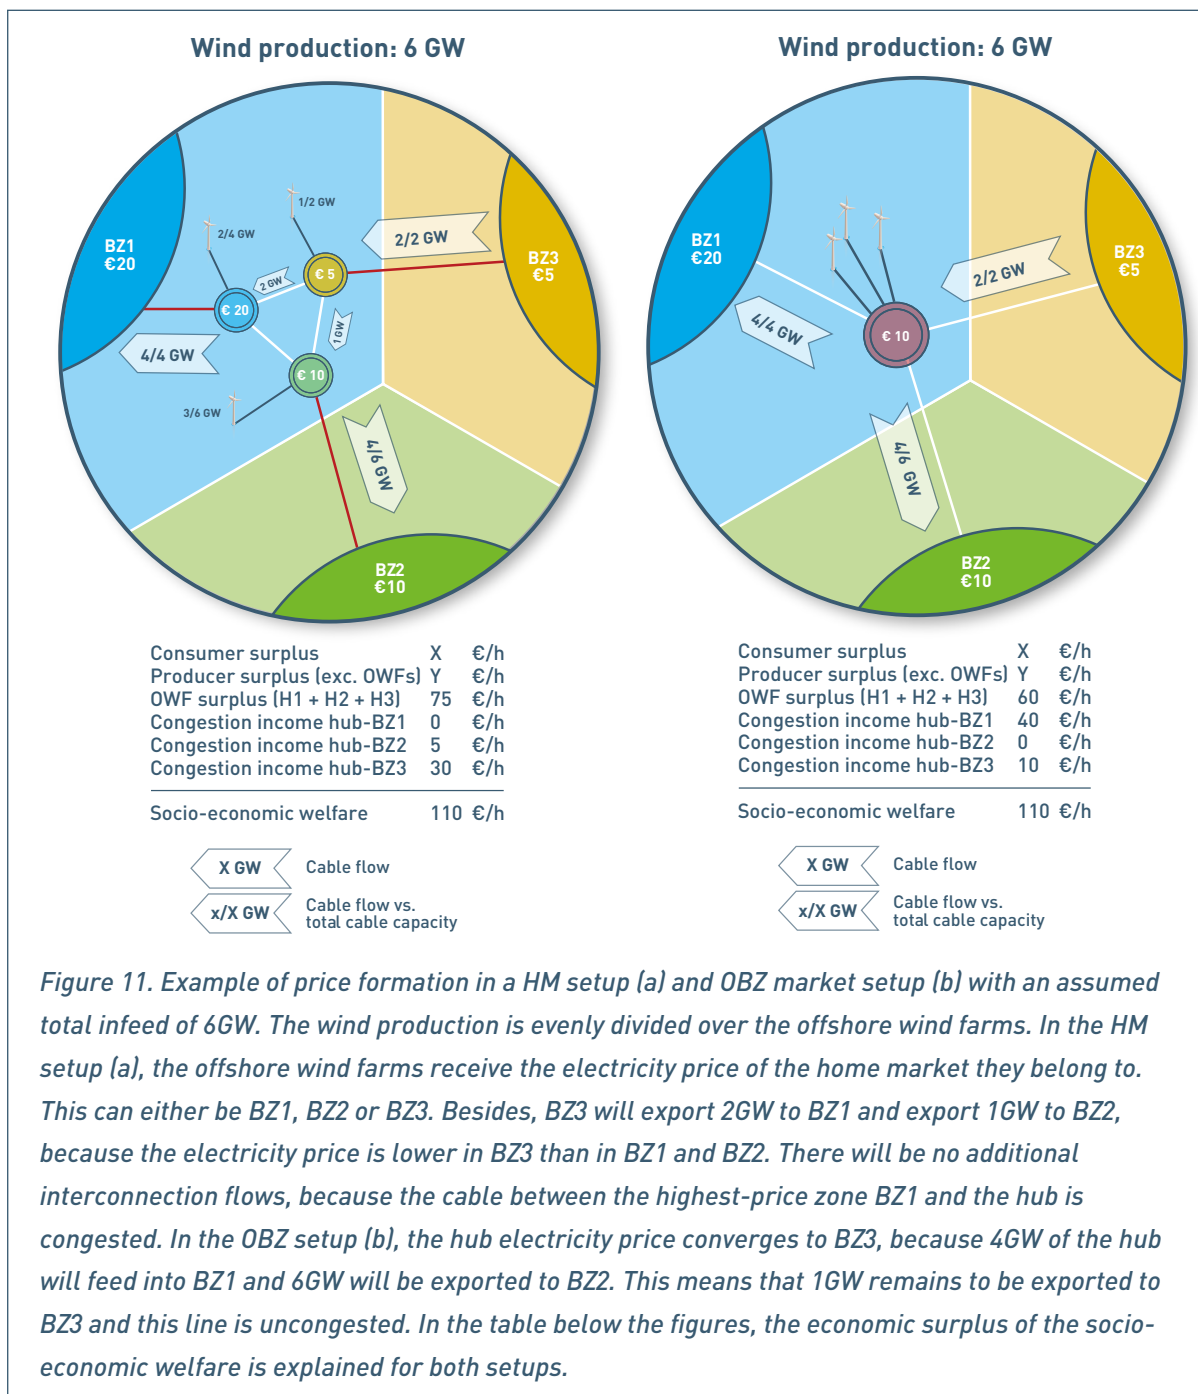 Wind production: 6 GW
BZ1
€20
BZ3
€5
BZ2
€10
1/2 GW
2/4 GW
3/6 GW
2/2 GW
€ 5
2 GW
€ 20
1 GW
4/4 GW
€ 10
4/6 GW
Consumer surplus X €/h
Producer surplus (exc. OWFs) Y €/h
OWF surplus (H1 + H2 + H3) 75 €/h
Congestion income hub-BZ1 0 €/h
Congestion income hub-BZ2 5 €/h
Congestion income hub-BZ3 30 €/h
Socio-economic welfare 110 €/h
X GW Cable flow
x/X GW Cable flow vs.
total cable capacity
Wind production: 6 GW
BZ1
€20
BZ3
€5
BZ2
€10
2/2 GW
4/4 GW
€ 10
4/6 GW
Consumer surplus X €/h
Producer surplus (exc. OWFs) Y €/h
OWF surplus (H1 + H2 + H3) 60 €/h
Congestion income hub-BZ1 40 €/h
Congestion income hub-BZ2 0 €/h
Congestion income hub-BZ3 10 €/h
Socio-economic welfare 110 €/h
X GW Cable flow
x/X GW Cable flow vs.
total cable capacity
Figure 11. Example of price formation in a HM setup (a) and OBZ market setup (b) with an assumed
total infeed of 6GW. The wind production is evenly divided over the offshore wind farms. In the HM
setup (a), the offshore wind farms receive the electricity price of the home market they belong to.
This can either be BZ1, BZ2 or BZ3. Besides, BZ3 will export 2GW to BZ1 and export 1GW to BZ2,
because the electricity price is lower in BZ3 than in BZ1 and BZ2. There will be no additional
interconnection flows, because the cable between the highest-price zone BZ1 and the hub is
congested. In the OBZ setup (b), the hub electricity price converges to BZ3, because 4GW of the hub
will feed into BZ1 and 6GW will be exported to BZ2. This means that 1GW remains to be exported to
BZ3 and this line is uncongested. In the table below the figures, the economic surplus of the socio-
economic welfare is explained for both setups.